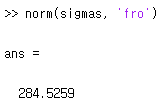 >> norm(sigmas, 'fro')
ans =
284.5259